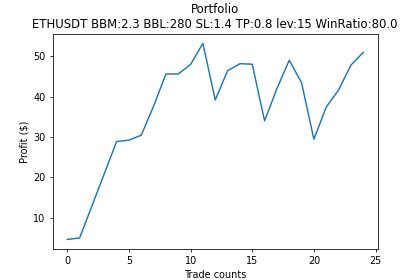 Portfolio
ETHUSDT BBM:2.3 BBL:280 SL:1.4 TP:0.8 lev:15 WinRatio:80.0
50
40
30
20
10
Profit ($)
0 5 10 15 20 25
Trade counts